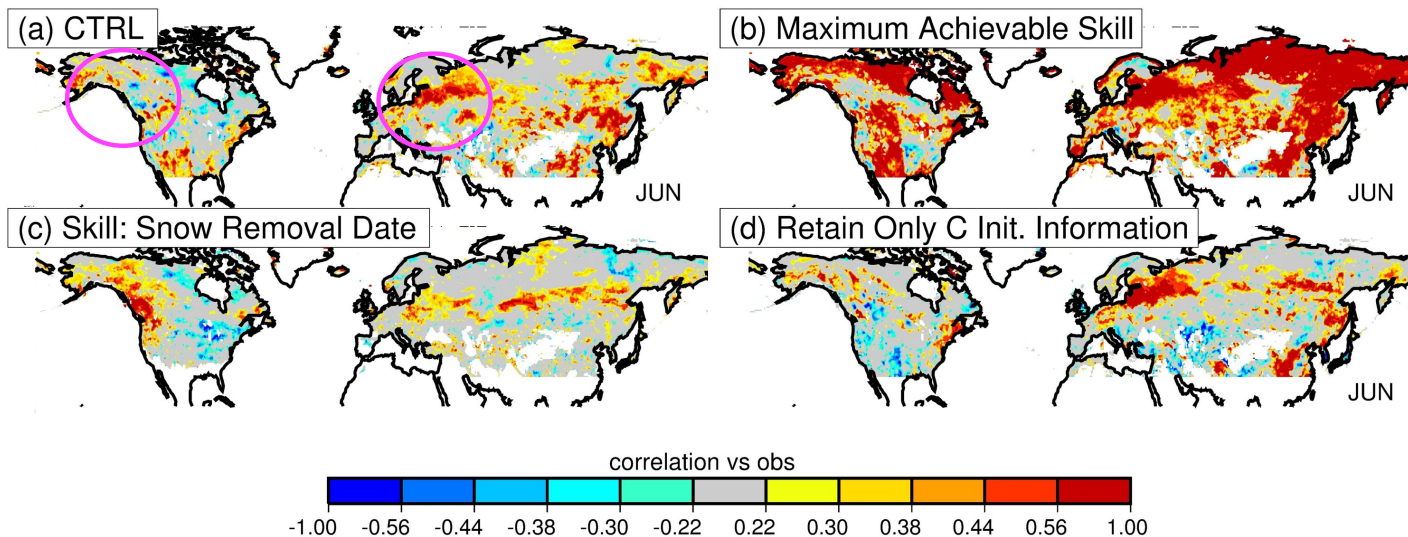 (a) CTRL
(b) Maximum Achievable Skill
JUN
JUN
(c) Skill: Snow Removal Date
(d) Retain Only C Init. Information
JUN
correlation vs obs
-1.00 -0.56 -0.44 -0.38 -0.30 -0.22 0.22 0.30 0.38 0.44 0.56 1.00